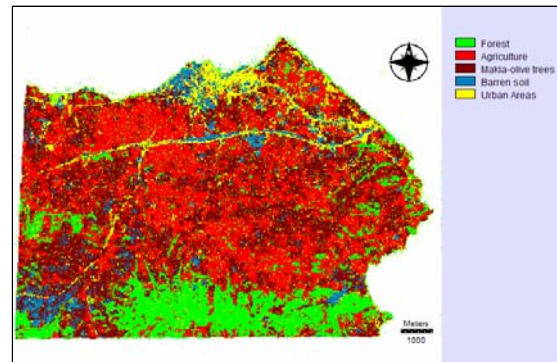 Forest
Agriculture
Makia-olive trees
Barren soil
Urban Areas
Meters
1000